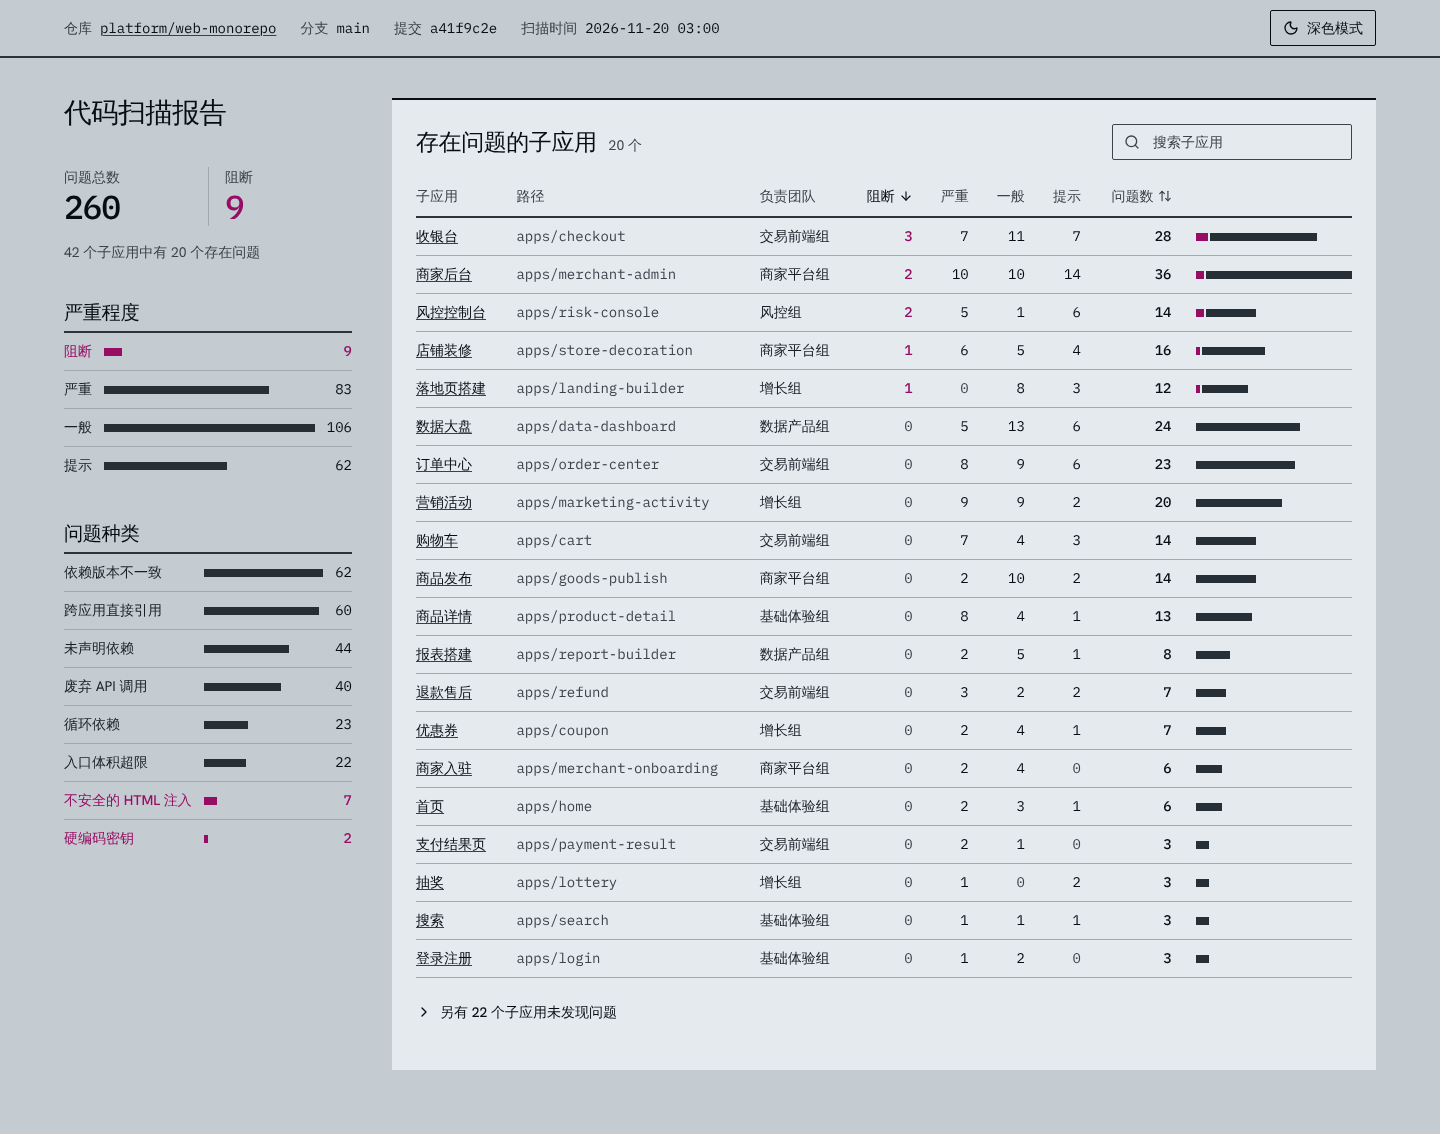 仓库 platform/web-monorepo 分支 main 提交 a41f9c2e 扫描时间 2026-11-20 03:00 深色模式
代码扫描报告
问题总数 阻断
260 9
42 个子应用中有 20 个存在问题
严重程度
阻断 9
严重 83
一般 106
提示 62
问题种类
依赖版本不一致 62
跨应用直接引用 60
未声明依赖 44
废弃 API 调用 40
循环依赖 23
入口体积超限 22
不安全的 HTML 注入 7
硬编码密钥 2
存在问题的子应用 20 个 搜索子应用
子应用 路径 负责团队 阻断 ↓ 严重 一般 提示 问题数 ↑↓
收银台 apps/checkout 交易前端组 3 7 11 7 28
商家后台 apps/merchant-admin 商家平台组 2 10 10 14 36
风控控制台 apps/risk-console 风控组 2 5 1 6 14
店铺装修 apps/store-decoration 商家平台组 1 6 5 4 16
落地页搭建 apps/landing-builder 增长组 1 0 8 3 12
数据大盘 apps/data-dashboard 数据产品组 0 5 13 6 24
订单中心 apps/order-center 交易前端组 0 8 9 6 23
营销活动 apps/marketing-activity 增长组 0 9 9 2 20
购物车 apps/cart 交易前端组 0 7 4 3 14
商品发布 apps/goods-publish 商家平台组 0 2 10 2 14
商品详情 apps/product-detail 基础体验组 0 8 4 1 13
报表搭建 apps/report-builder 数据产品组 0 2 5 1 8
退款售后 apps/refund 交易前端组 0 3 2 2 7
优惠券 apps/coupon 增长组 0 2 4 1 7
商家入驻 apps/merchant-onboarding 商家平台组 0 2 4 0 6
首页 apps/home 基础体验组 0 2 3 1 6
支付结果页 apps/payment-result 交易前端组 0 2 1 0 3
抽奖 apps/lottery 增长组 0 1 0 2 3
搜索 apps/search 基础体验组 0 1 1 1 3
登录注册 apps/login 基础体验组 0 1 2 0 3
另有 22 个子应用未发现问题